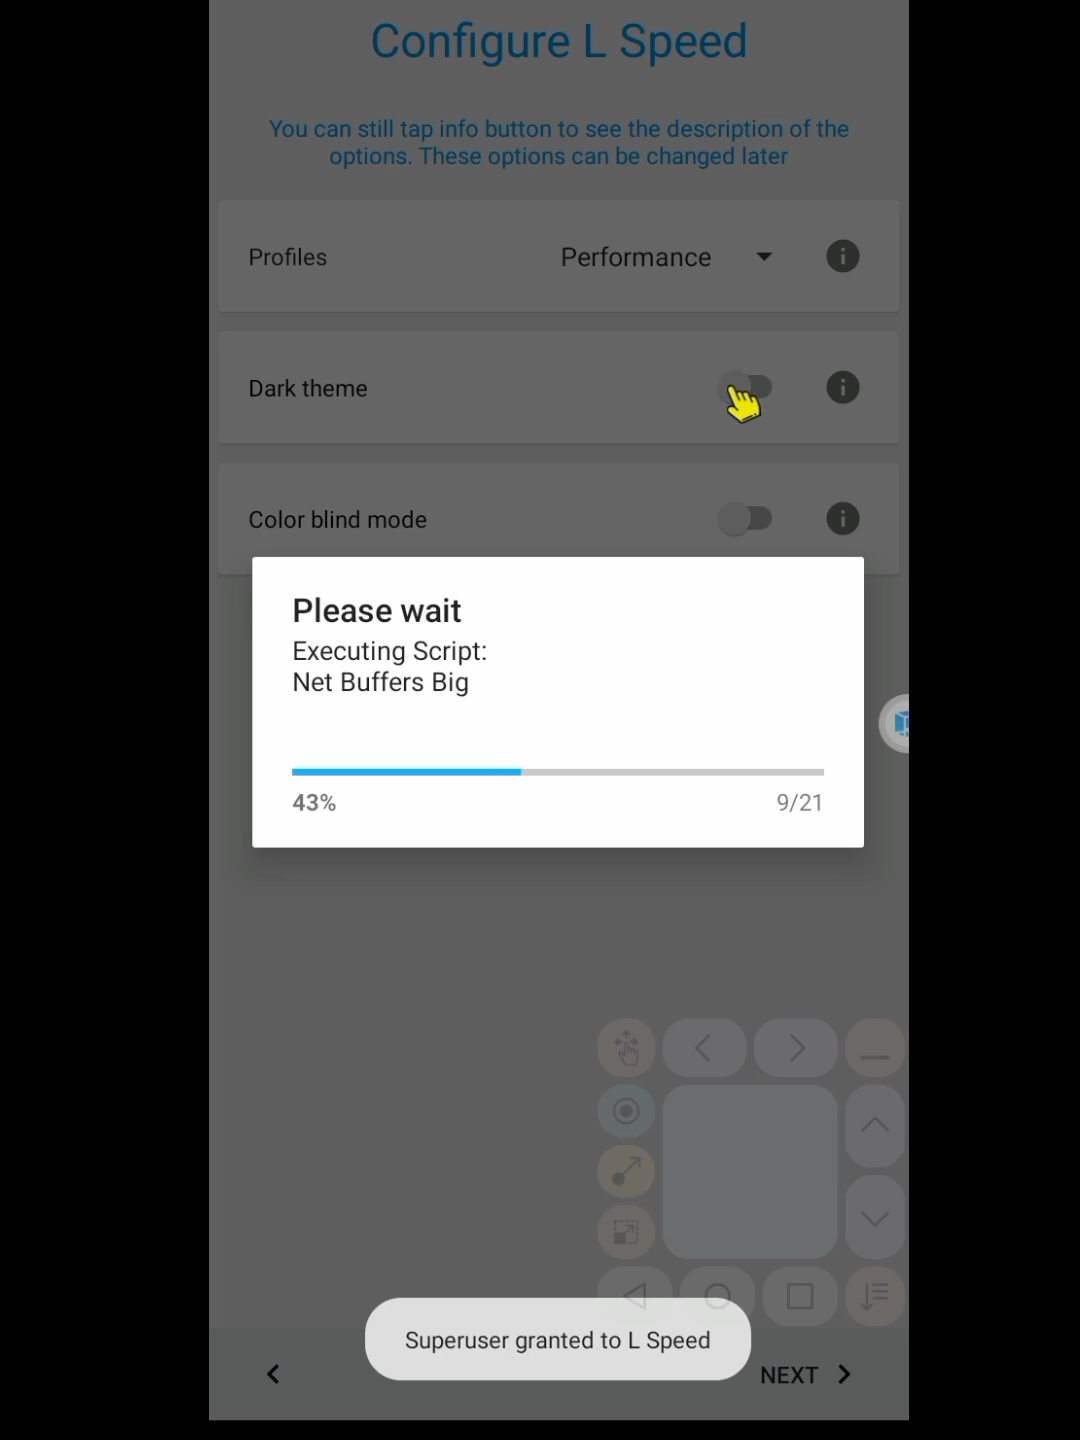 Configure L Speed
You can still tap info button to see the description of the
options. These options can be changed later
Profiles
Performance
Dark theme
Color blind mode
Please wait
Executing Script:
Net Buffers Big
43%
9/21
Superuser granted to L Speed
NEXT